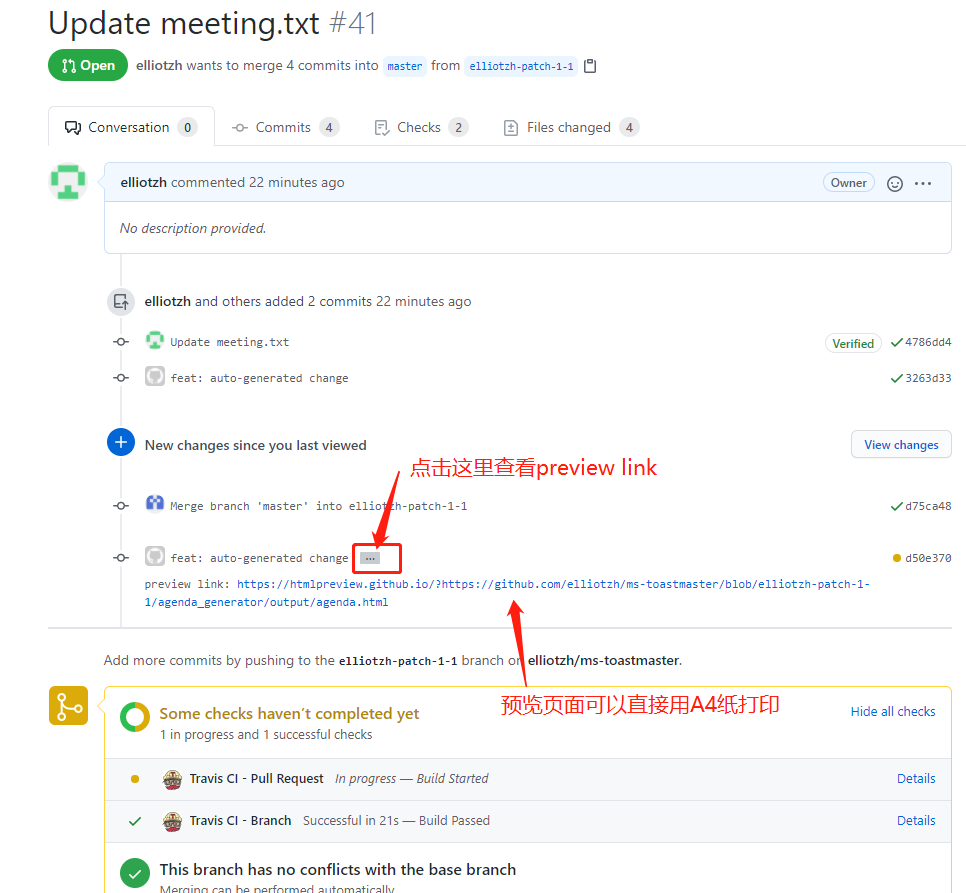 Update meeting.txt #41
Open elliotzh wants to merge 4 commits into master from elliotzh-patch-1-1
Conversation 0 Commits 4 Checks 2 Files changed 4
elliotzh commented 22 minutes ago Owner
No description provided.
elliotzh and others added 2 commits 22 minutes ago
Update meeting.txt Verified 4786dd4
feat: auto-generated change 3263d33
New changes since you last viewed View changes
点击这里查看preview link
Merge branch 'master' into elliotzh-patch-1-1 d75ca48
feat: auto-generated change ... d50e370
preview link: https://htmlpreview.github.io/?https://github.com/elliotzh/ms-toastmaster/blob/elliotzh-patch-1-
1/agenda_generator/output/agenda.html
Add more commits by pushing to the elliotzh-patch-1-1 branch on elliotzh/ms-toastmaster.
预览页面可以直接用A4纸打印
Some checks haven't completed yet Hide all checks
1 in progress and 1 successful checks
Travis CI - Pull Request In progress — Build Started Details
Travis CI - Branch Successful in 21s — Build Passed Details
This branch has no conflicts with the base branch
Merging can be performed automatically.